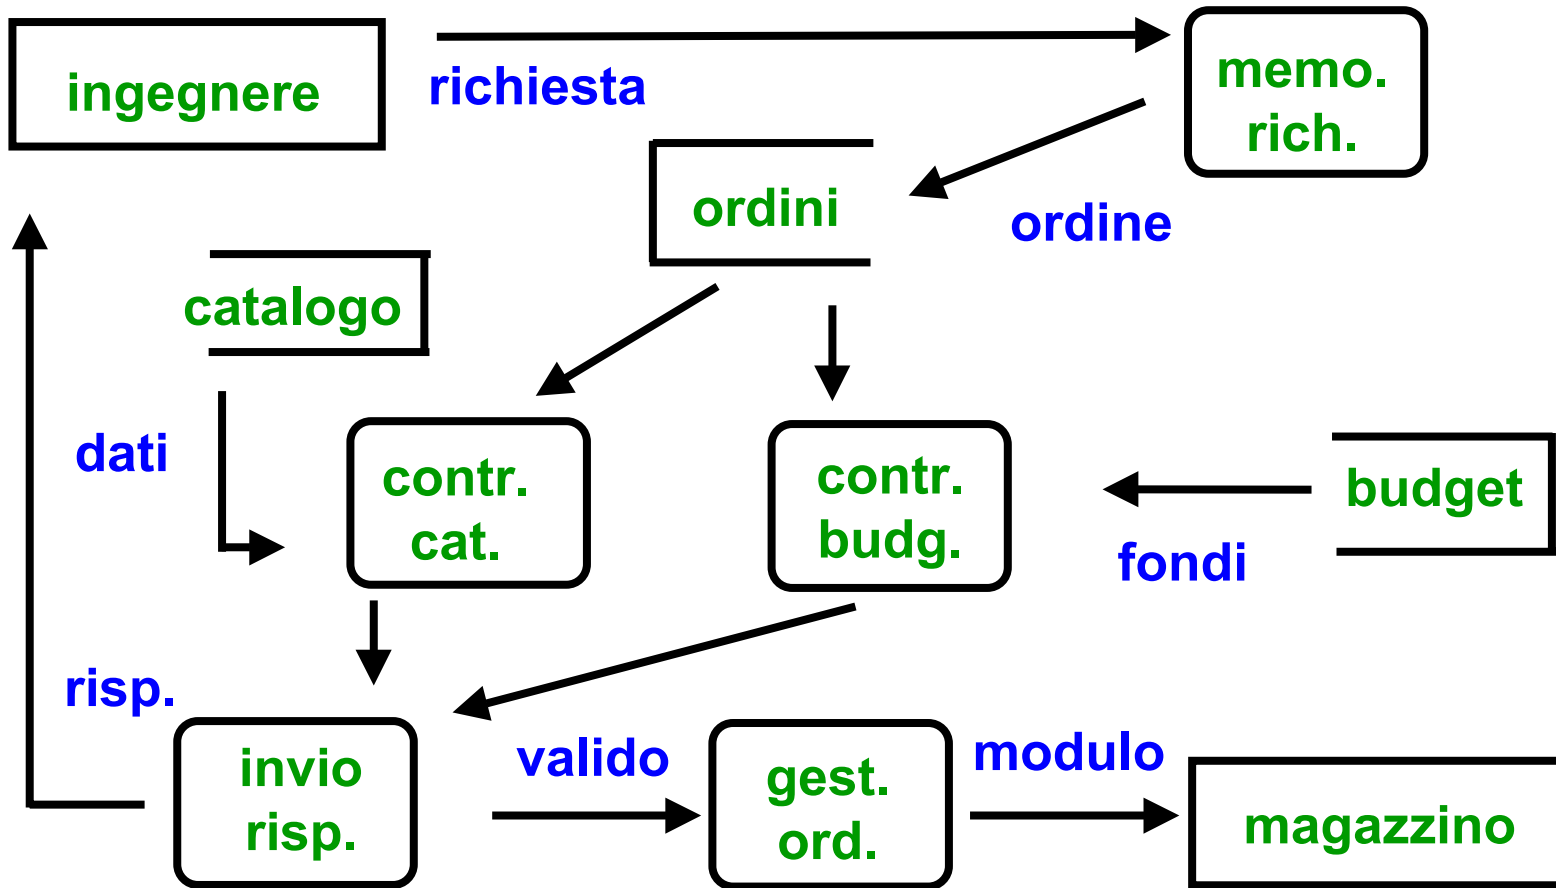 ingegnere
richiesta
memo.
rich.
ordini
ordine
catalogo
dati
contr.
cat.
contr.
budg.
budget
fondi
risp.
invio
risp.
valido
gest.
ord.
modulo
magazzino